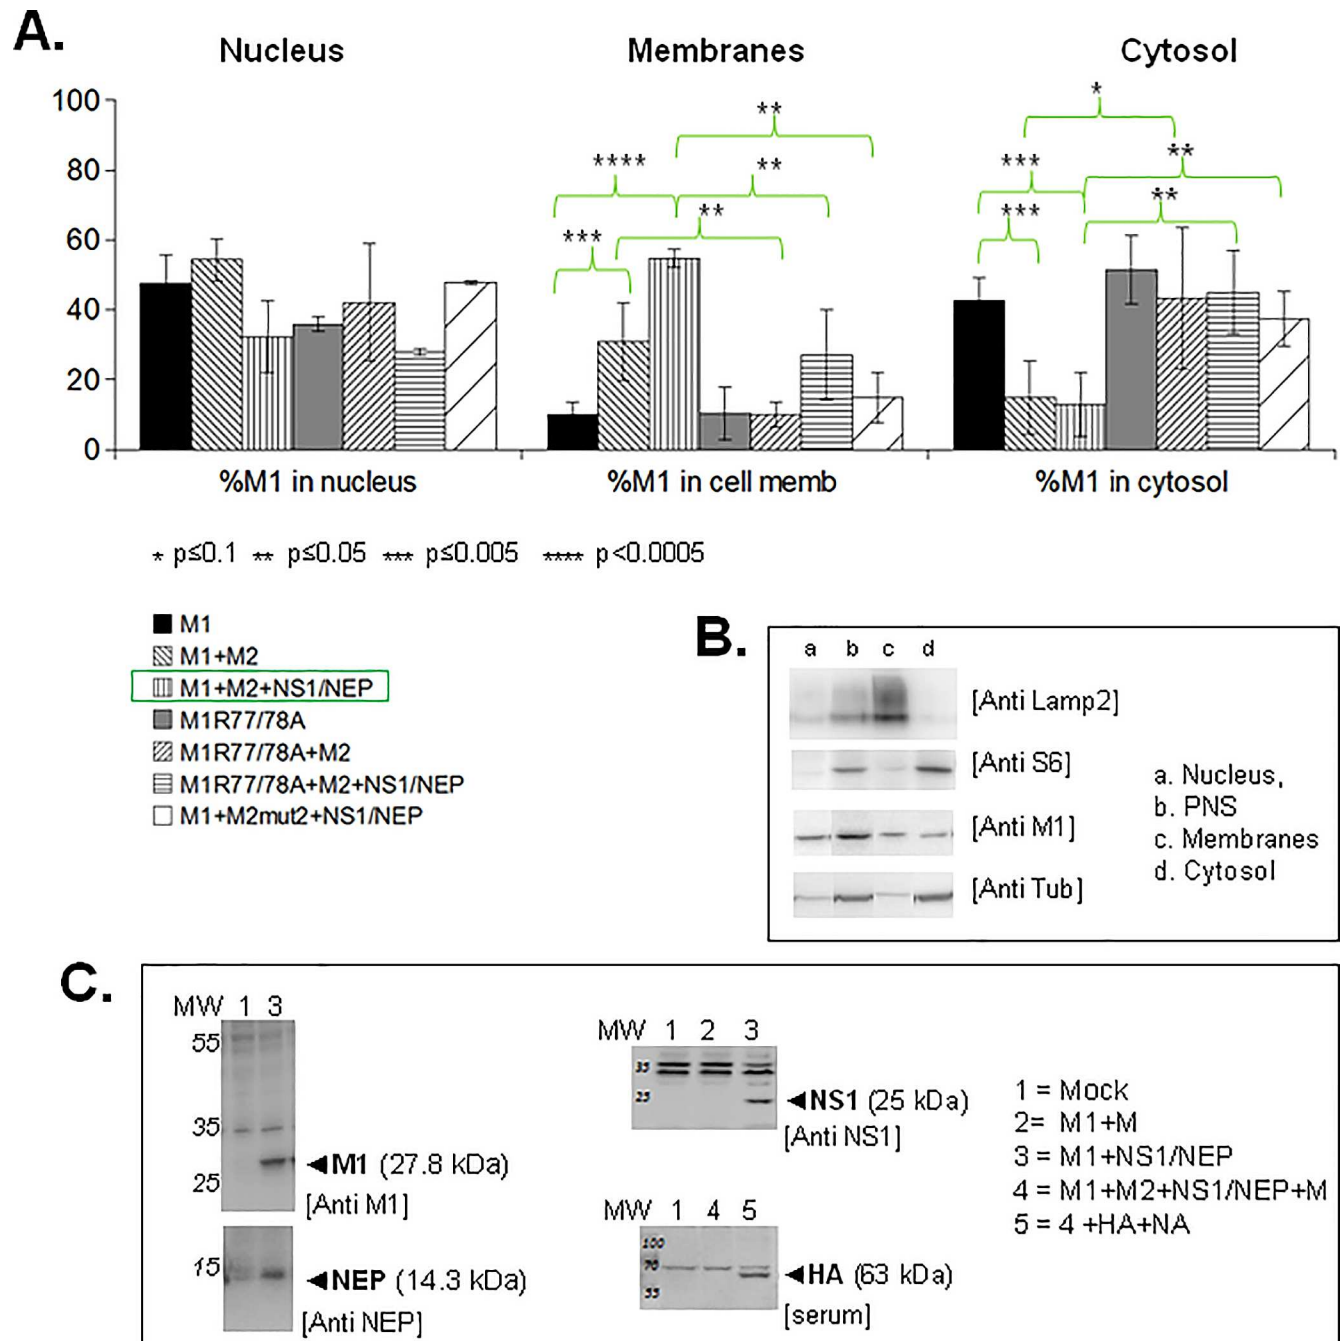 A.
Nucleus
Membranes
Cytosol
100
80
60
40
20
0
****
***
**
**
**
*
***
***
**
**
%M1 in nucleus
%M1 in cell memb
%M1 in cytosol
* p≤0.1 ** p≤0.05 *** p≤0.005 **** p<0.0005
M1
M1+M2
M1+M2+NS1/NEP
M1R77/78A
M1R77/78A+M2
M1R77/78A+M2+NS1/NEP
M1+M2mut2+NS1/NEP
B.
a b c d
[Anti Lamp2]
[Anti S6]
[Anti M1]
[Anti Tub]
a. Nucleus,
b. PNS
c. Membranes
d. Cytosol
C.
MW 1 3
55
35
25
◄M1 (27.8 kDa)
[Anti M1]
15
◄NEP (14.3 kDa)
[Anti NEP]
MW 1 2 3
35
25
◄NS1 (25 kDa)
[Anti NS1]
MW 1 4 5
100
70
55
◄HA (63 kDa)
[serum]
1 = Mock
2= M1+M
3 = M1+NS1/NEP
4 = M1+M2+NS1/NEP+M
5 = 4 +HA+NA